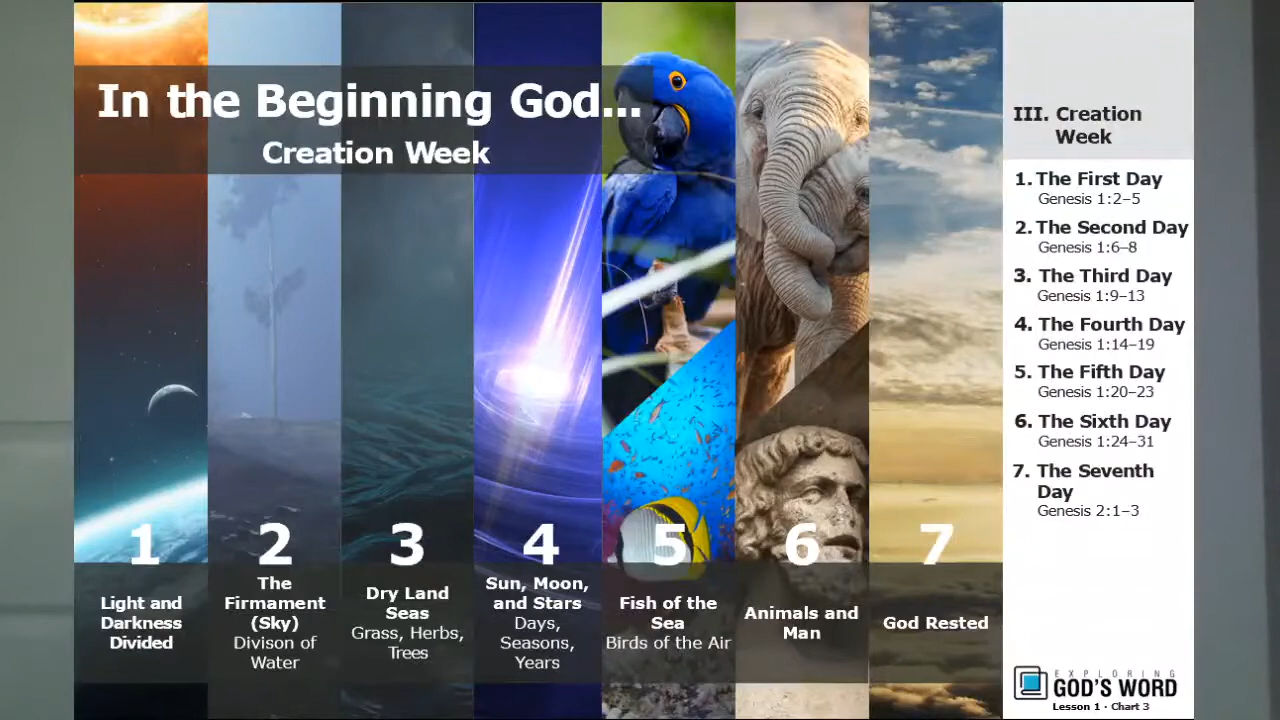 In the Beginning God...
Creation Week
1
Light and
Darkness
Divided
2
The
Firmament
(Sky)
Divison of
Water
3
Dry Land
Seas
Grass, Herbs,
Trees
4
Sun, Moon,
and Stars
Days,
Seasons,
Years
5
Fish of the
Sea
Birds of the Air
6
Animals and
Man
7
God Rested
III. Creation
Week
1. The First Day
Genesis 1:2–5
2. The Second Day
Genesis 1:6–8
3. The Third Day
Genesis 1:9–13
4. The Fourth Day
Genesis 1:14–19
5. The Fifth Day
Genesis 1:20–23
6. The Sixth Day
Genesis 1:24–31
7. The Seventh
Day
Genesis 2:1–3
EXPLORING
GOD'S WORD
Lesson 1 · Chart 3